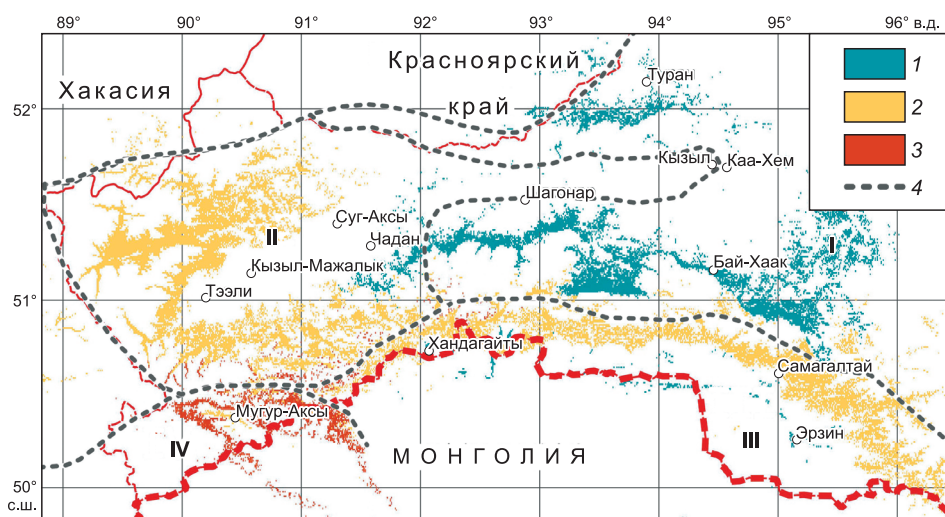 89° 90° 91° 92° 93° 94° 95° 96° в.д.
Красноярский
край
Хакасия
Туран
1
2
3
4
52°
Кызыл
Каа-Хем
Шагонар
Суг-Аксы
Чадан
II
I
Кызыл-Мажалык
Бай-Хаак
Тээли
51°
Хандагайты
Самагалтай
Мугур-Аксы
Эрзин
IV
МОНГОЛИЯ
III
50°
с.ш.